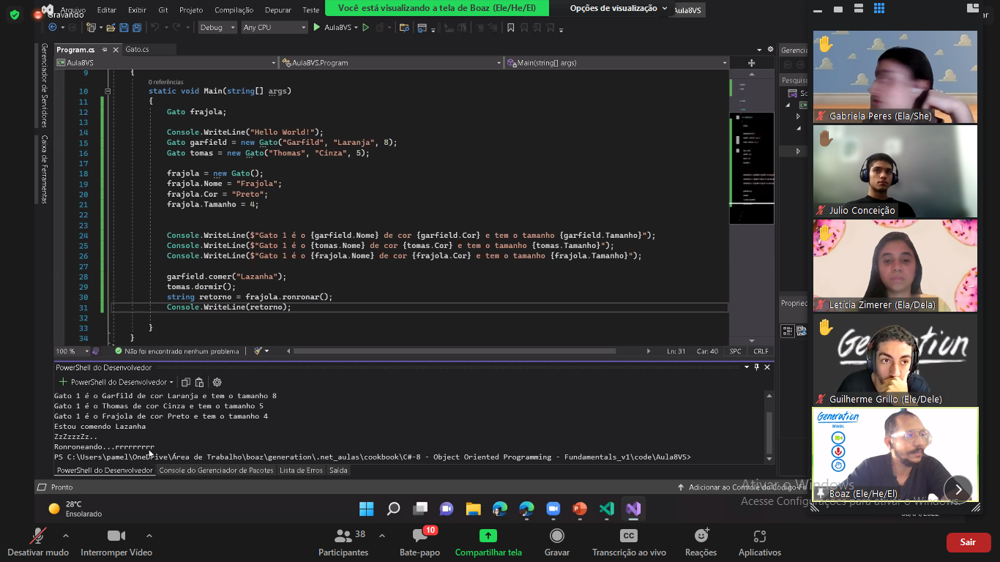 Gravando
Arquivo Editar Exibir Git Projeto Compilação Depurar Teste
Você está visualizando a tela de Boaz (Ele/He/El)
Opções de visualização
Aula8VS
Debug Any CPU Aula8VS
Program.cs Gato.cs
Aula8VS Aula8VS.Program Main(string[] args)
Gerenciador de Servidores
Caixa de Ferramentas
9 {
0 referências
10 static void Main(string[] args)
11 {
12 Gato frajola;
13
14 Console.WriteLine("Hello World!");
15 Gato garfield = new Gato("Garfild", "Laranja", 8);
16 Gato tomas = new Gato("Thomas", "Cinza", 5);
17
18 frajola = new Gato();
19 frajola.Nome = "Frajola";
20 frajola.Cor = "Preto";
21 frajola.Tamanho = 4;
22
23
24 Console.WriteLine($"Gato 1 é o {garfield.Nome} de cor {garfield.Cor} e tem o tamanho {garfield.Tamanho}");
25 Console.WriteLine($"Gato 1 é o {tomas.Nome} de cor {tomas.Cor} e tem o tamanho {tomas.Tamanho}");
26 Console.WriteLine($"Gato 1 é o {frajola.Nome} de cor {frajola.Cor} e tem o tamanho {frajola.Tamanho}");
27
28 garfield.comer("Lazanha");
29 tomas.dormir();
30 string retorno = frajola.ronronar();
31 Console.WriteLine(retorno);
32
33 }
34 }
100 % Não foi encontrado nenhum problema Ln: 31 Car: 40 SPC CRLF
PowerShell do Desenvolvedor
PowerShell do Desenvolvedor
Gato 1 é o Garfild de cor Laranja e tem o tamanho 8
Gato 1 é o Thomas de cor Cinza e tem o tamanho 5
Gato 1 é o Frajola de cor Preto e tem o tamanho 4
Estou comendo Lazanha
ZzZzzzZz..
Ronroneando...rrrrrrrrr
PS C:\Users\pamel\OneDrive\Área de Trabalho\boaz\generation\.net_aulas\cookbook\C#-8 - Object Oriented Programming - Fundamentals_v1\code\Aula8VS>
PowerShell do Desenvolvedor Console do Gerenciador de Pacotes Lista de Erros Saída
Pronto
Adicionar ao Controle do Código-Fo
Gerencia
Pesquisa
So
Propried
Gabriela Peres (Ela/She)
Julio Conceição
Letícia Zimerer (Ela/Dela)
Generation
Guilherme Grillo (Ele/Dele)
Generation
BRASIL
Boaz (Ele/He/El)
Ativar o Windows
Acesse Configurações para ativar o Windows.
28°C
Ensolarado
Desativar mudo Interromper Vídeo
Participantes 38
Bate-papo 10
Compartilhar tela
Gravar
CC
Transcrição ao vivo
Reações
Aplicativos
Sair